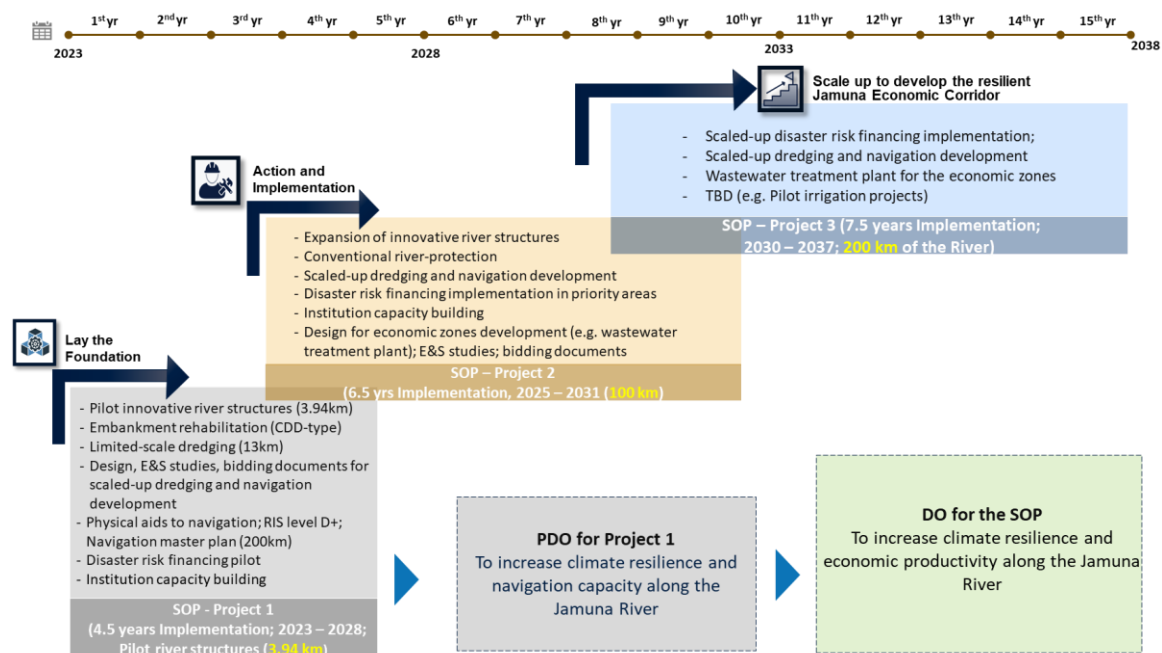 1st yr 2nd yr 3rd yr 4th yr 5th yr 6th yr 7th yr 8th yr 9th yr 10th yr 11th yr 12th yr 13th yr 14th yr 15th yr
2023 2028 2033 2038
Scale up to develop the resilient
Jamuna Economic Corridor
- Scaled-up disaster risk financing implementation;
- Scaled-up dredging and navigation development
- Wastewater treatment plant for the economic zones
- TBD (e.g. Pilot irrigation projects)
SOP – Project 3 (7.5 years Implementation;
2030 – 2037; 200 km of the River)
Action and
Implementation
- Expansion of innovative river structures
- Conventional river-protection
- Scaled-up dredging and navigation development
- Disaster risk financing implementation in priority areas
- Institution capacity building
- Design for economic zones development (e.g. wastewater
treatment plant); E&S studies; bidding documents
SOP – Project 2
(6.5 yrs Implementation, 2025 – 2031 (100 km)
Lay the
Foundation
- Pilot innovative river structures (3.94km)
- Embankment rehabilitation (CDD-type)
- Limited-scale dredging (13km)
- Design, E&S studies, bidding documents for
scaled-up dredging and navigation
development
- Physical aids to navigation; RIS level D+;
Navigation master plan (200km)
- Disaster risk financing pilot
- Institution capacity building
SOP - Project 1
(4.5 years Implementation; 2023 – 2028;
Pilot river structures (3.94 km)
PDO for Project 1
To increase climate resilience and
navigation capacity along the
Jamuna River
DO for the SOP
To increase climate resilience and
economic productivity along the Jamuna
River